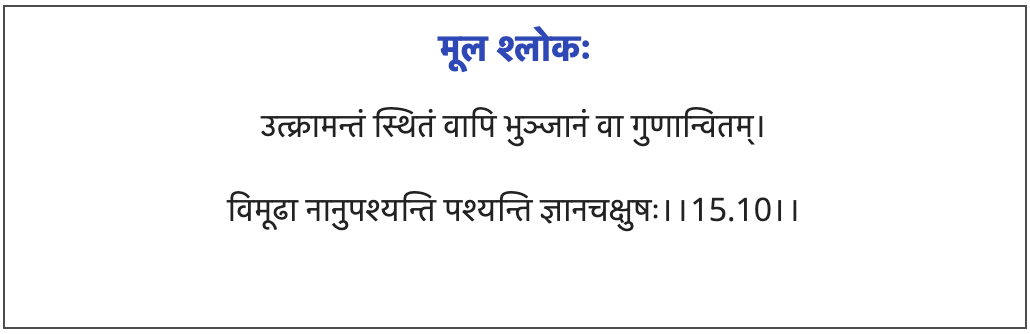 मूल श्लोकः
उत्क्रामन्तं स्थितं वापि भुञ्जानं वा गुणान्वितम्।
विमूढा नानुपश्यन्ति पश्यन्ति ज्ञानचक्षुषः।।15.10।।